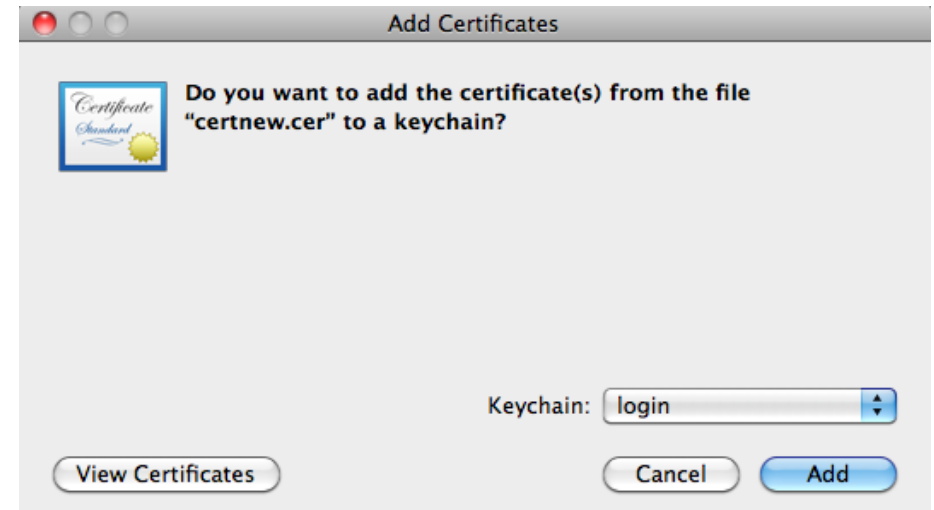 Add Certificates
Certificate
Standard
Do you want to add the certificate(s) from the file
“certnew.cer” to a keychain?
Keychain: login
View Certificates Cancel Add